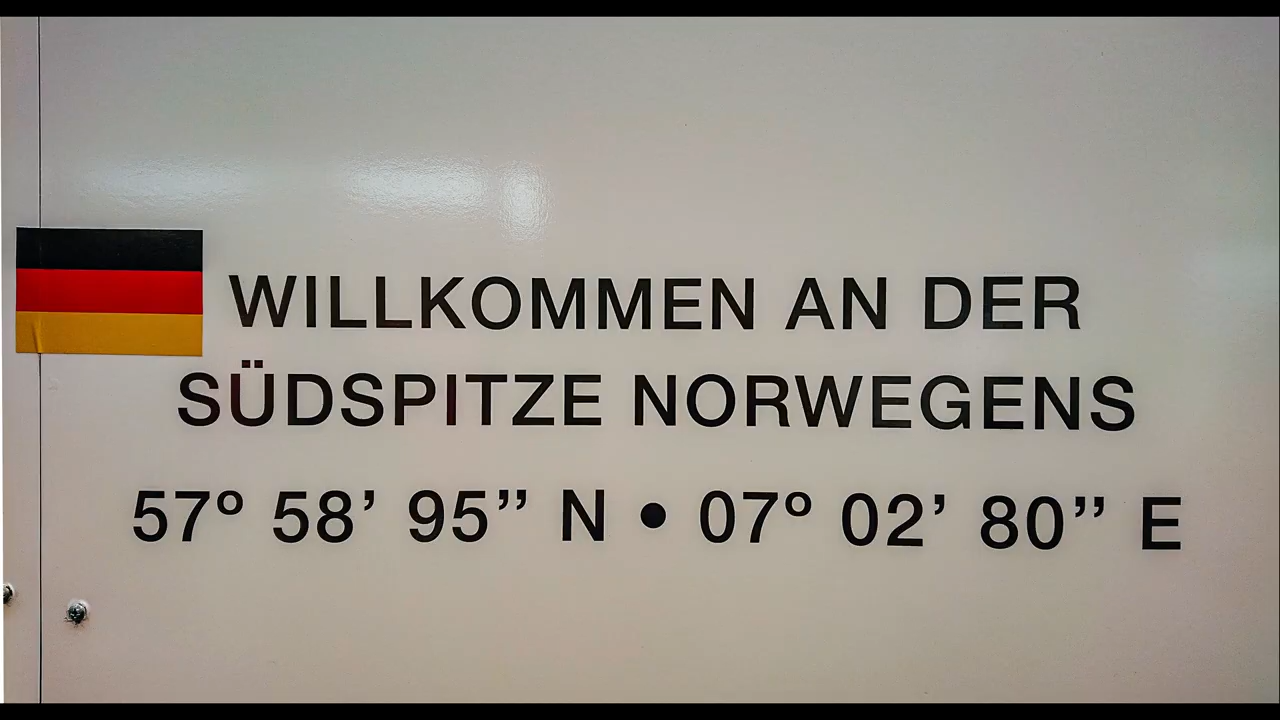 WILLKOMMEN AN DER
SÜDSPITZE NORWEGENS
57º 58’ 95’’ N • 07º 02’ 80’’ E